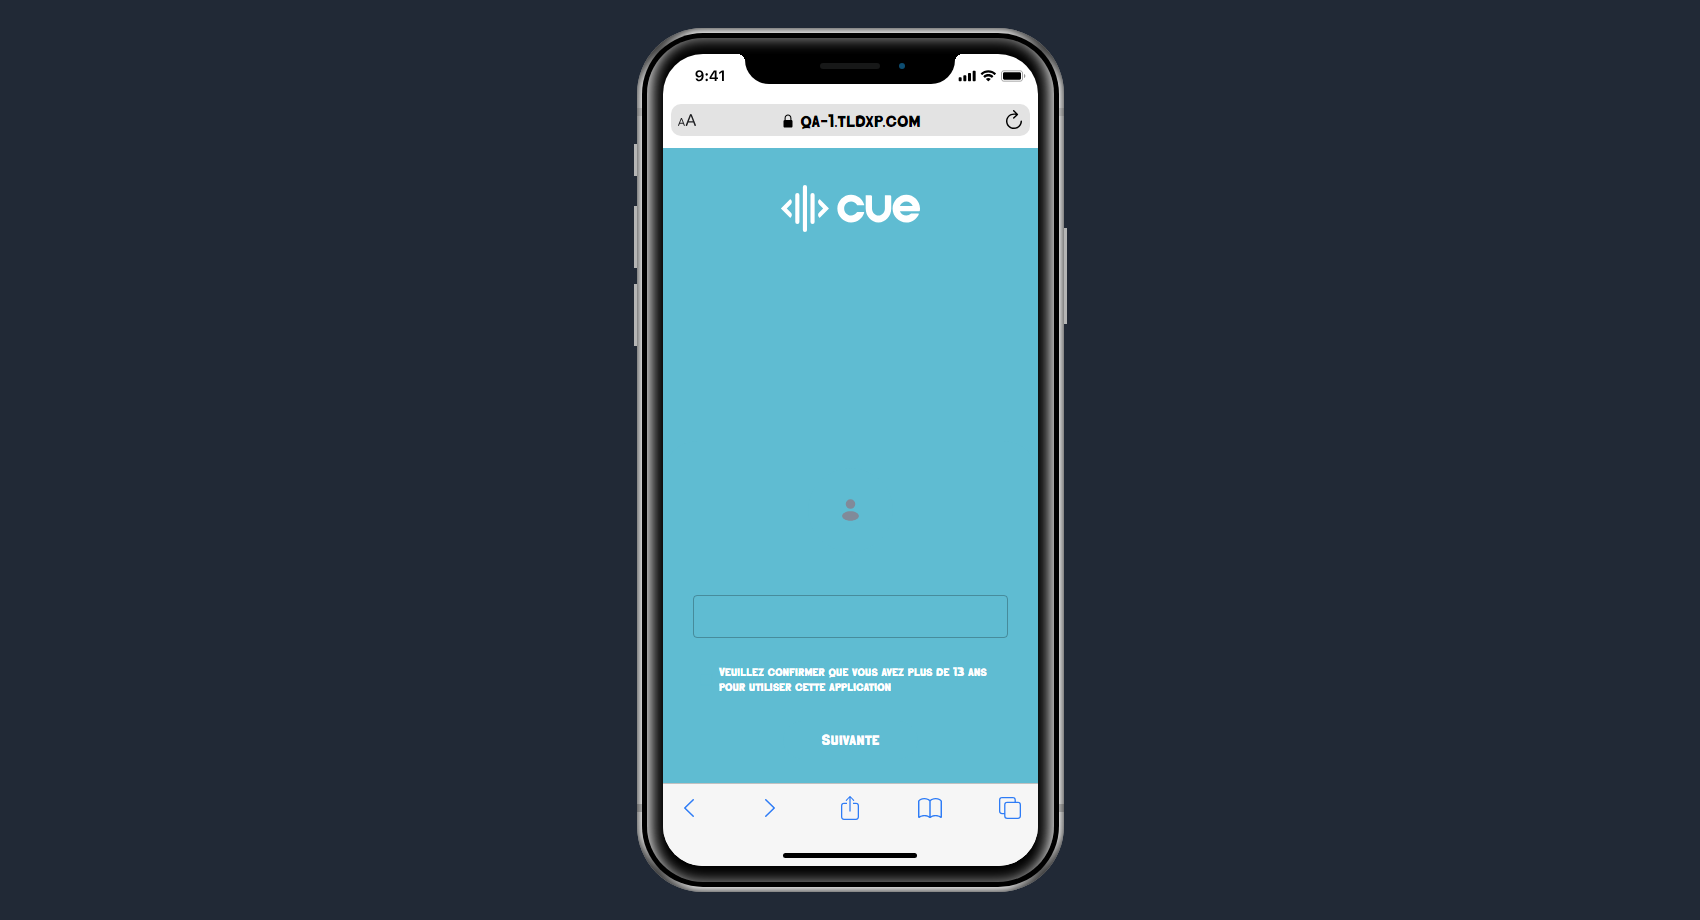 9:41
AA QA-1.TLDXP.COM
cue
Veuillez confirmer que vous avez plus de 13 ans
pour utiliser cette application
Suivante